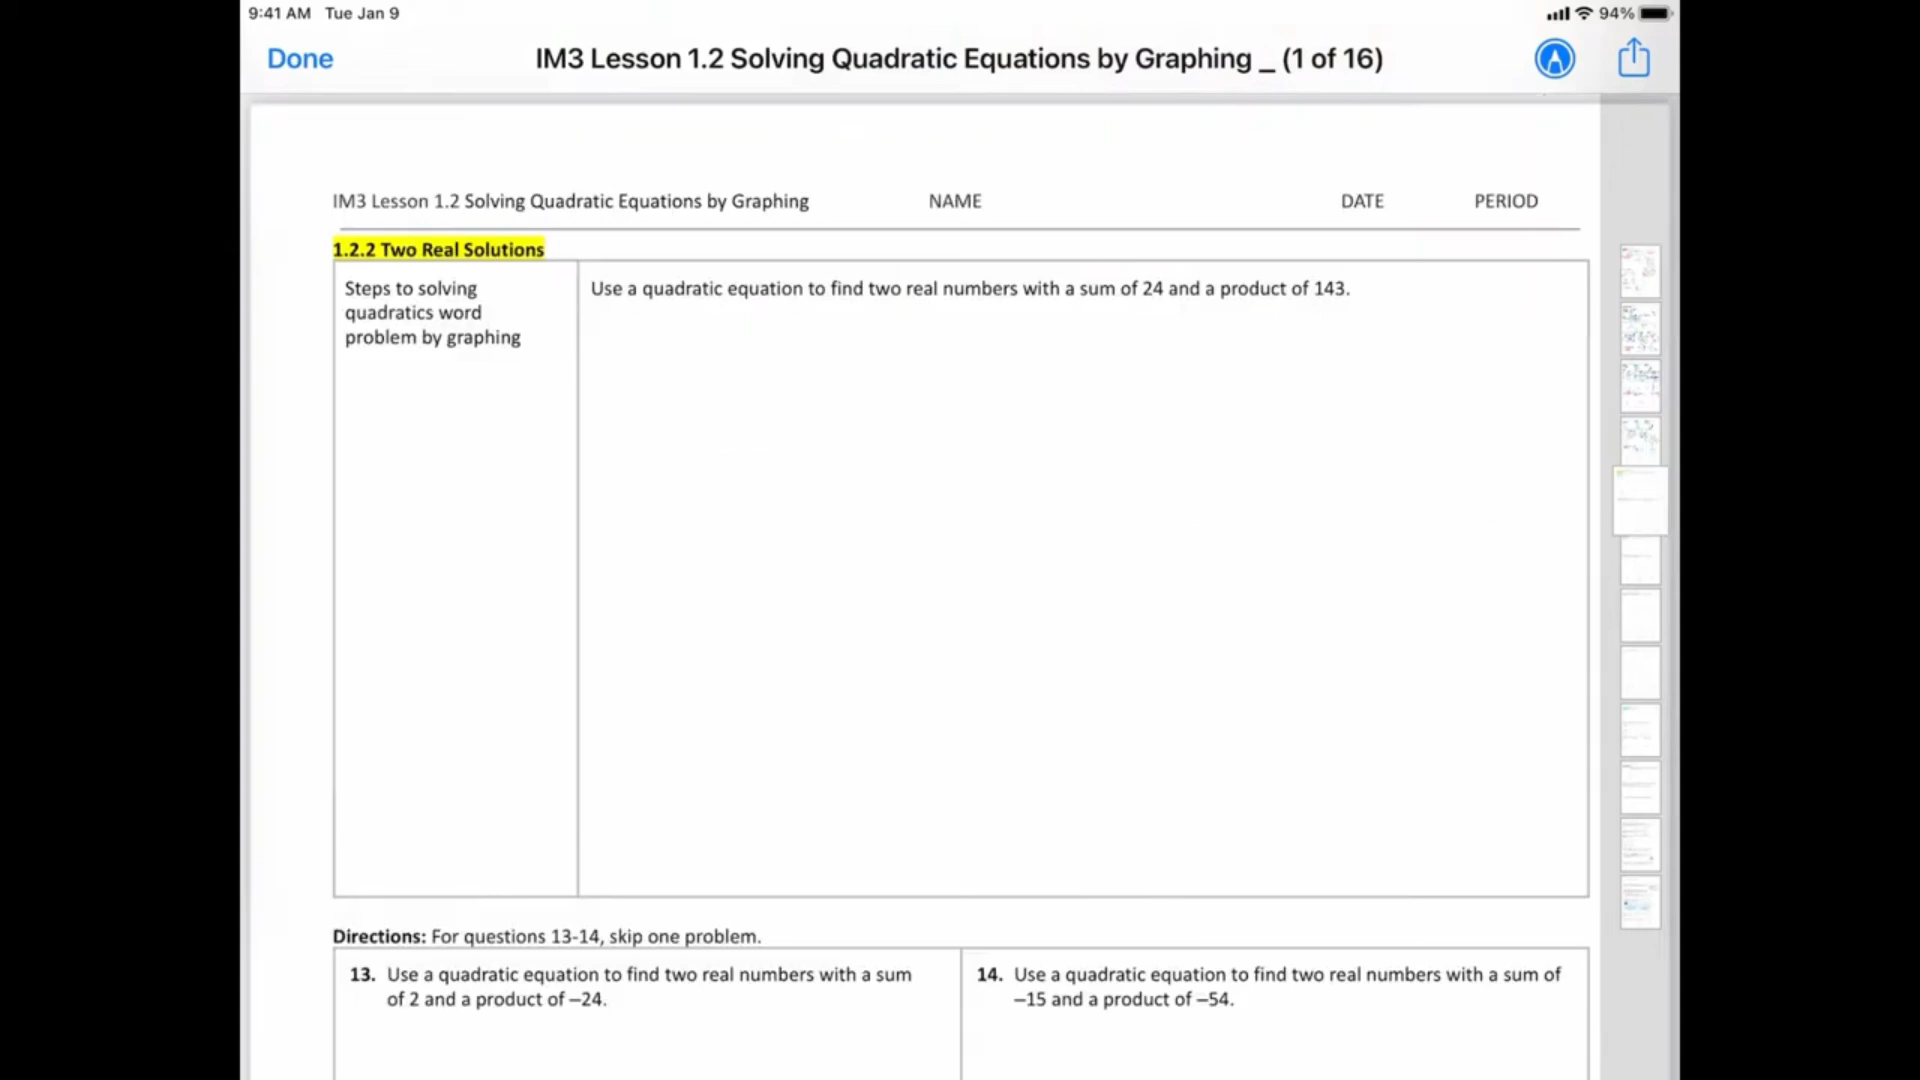 9:41 AM Tue Jan 9
94%
Done
IM3 Lesson 1.2 Solving Quadratic Equations by Graphing _ (1 of 16)
IM3 Lesson 1.2 Solving Quadratic Equations by Graphing NAME DATE PERIOD
1.2.2 Two Real Solutions
Steps to solving
quadratics word
problem by graphing
Use a quadratic equation to find two real numbers with a sum of 24 and a product of 143.
Directions: For questions 13-14, skip one problem.
13. Use a quadratic equation to find two real numbers with a sum
of 2 and a product of −24.
14. Use a quadratic equation to find two real numbers with a sum of
−15 and a product of −54.